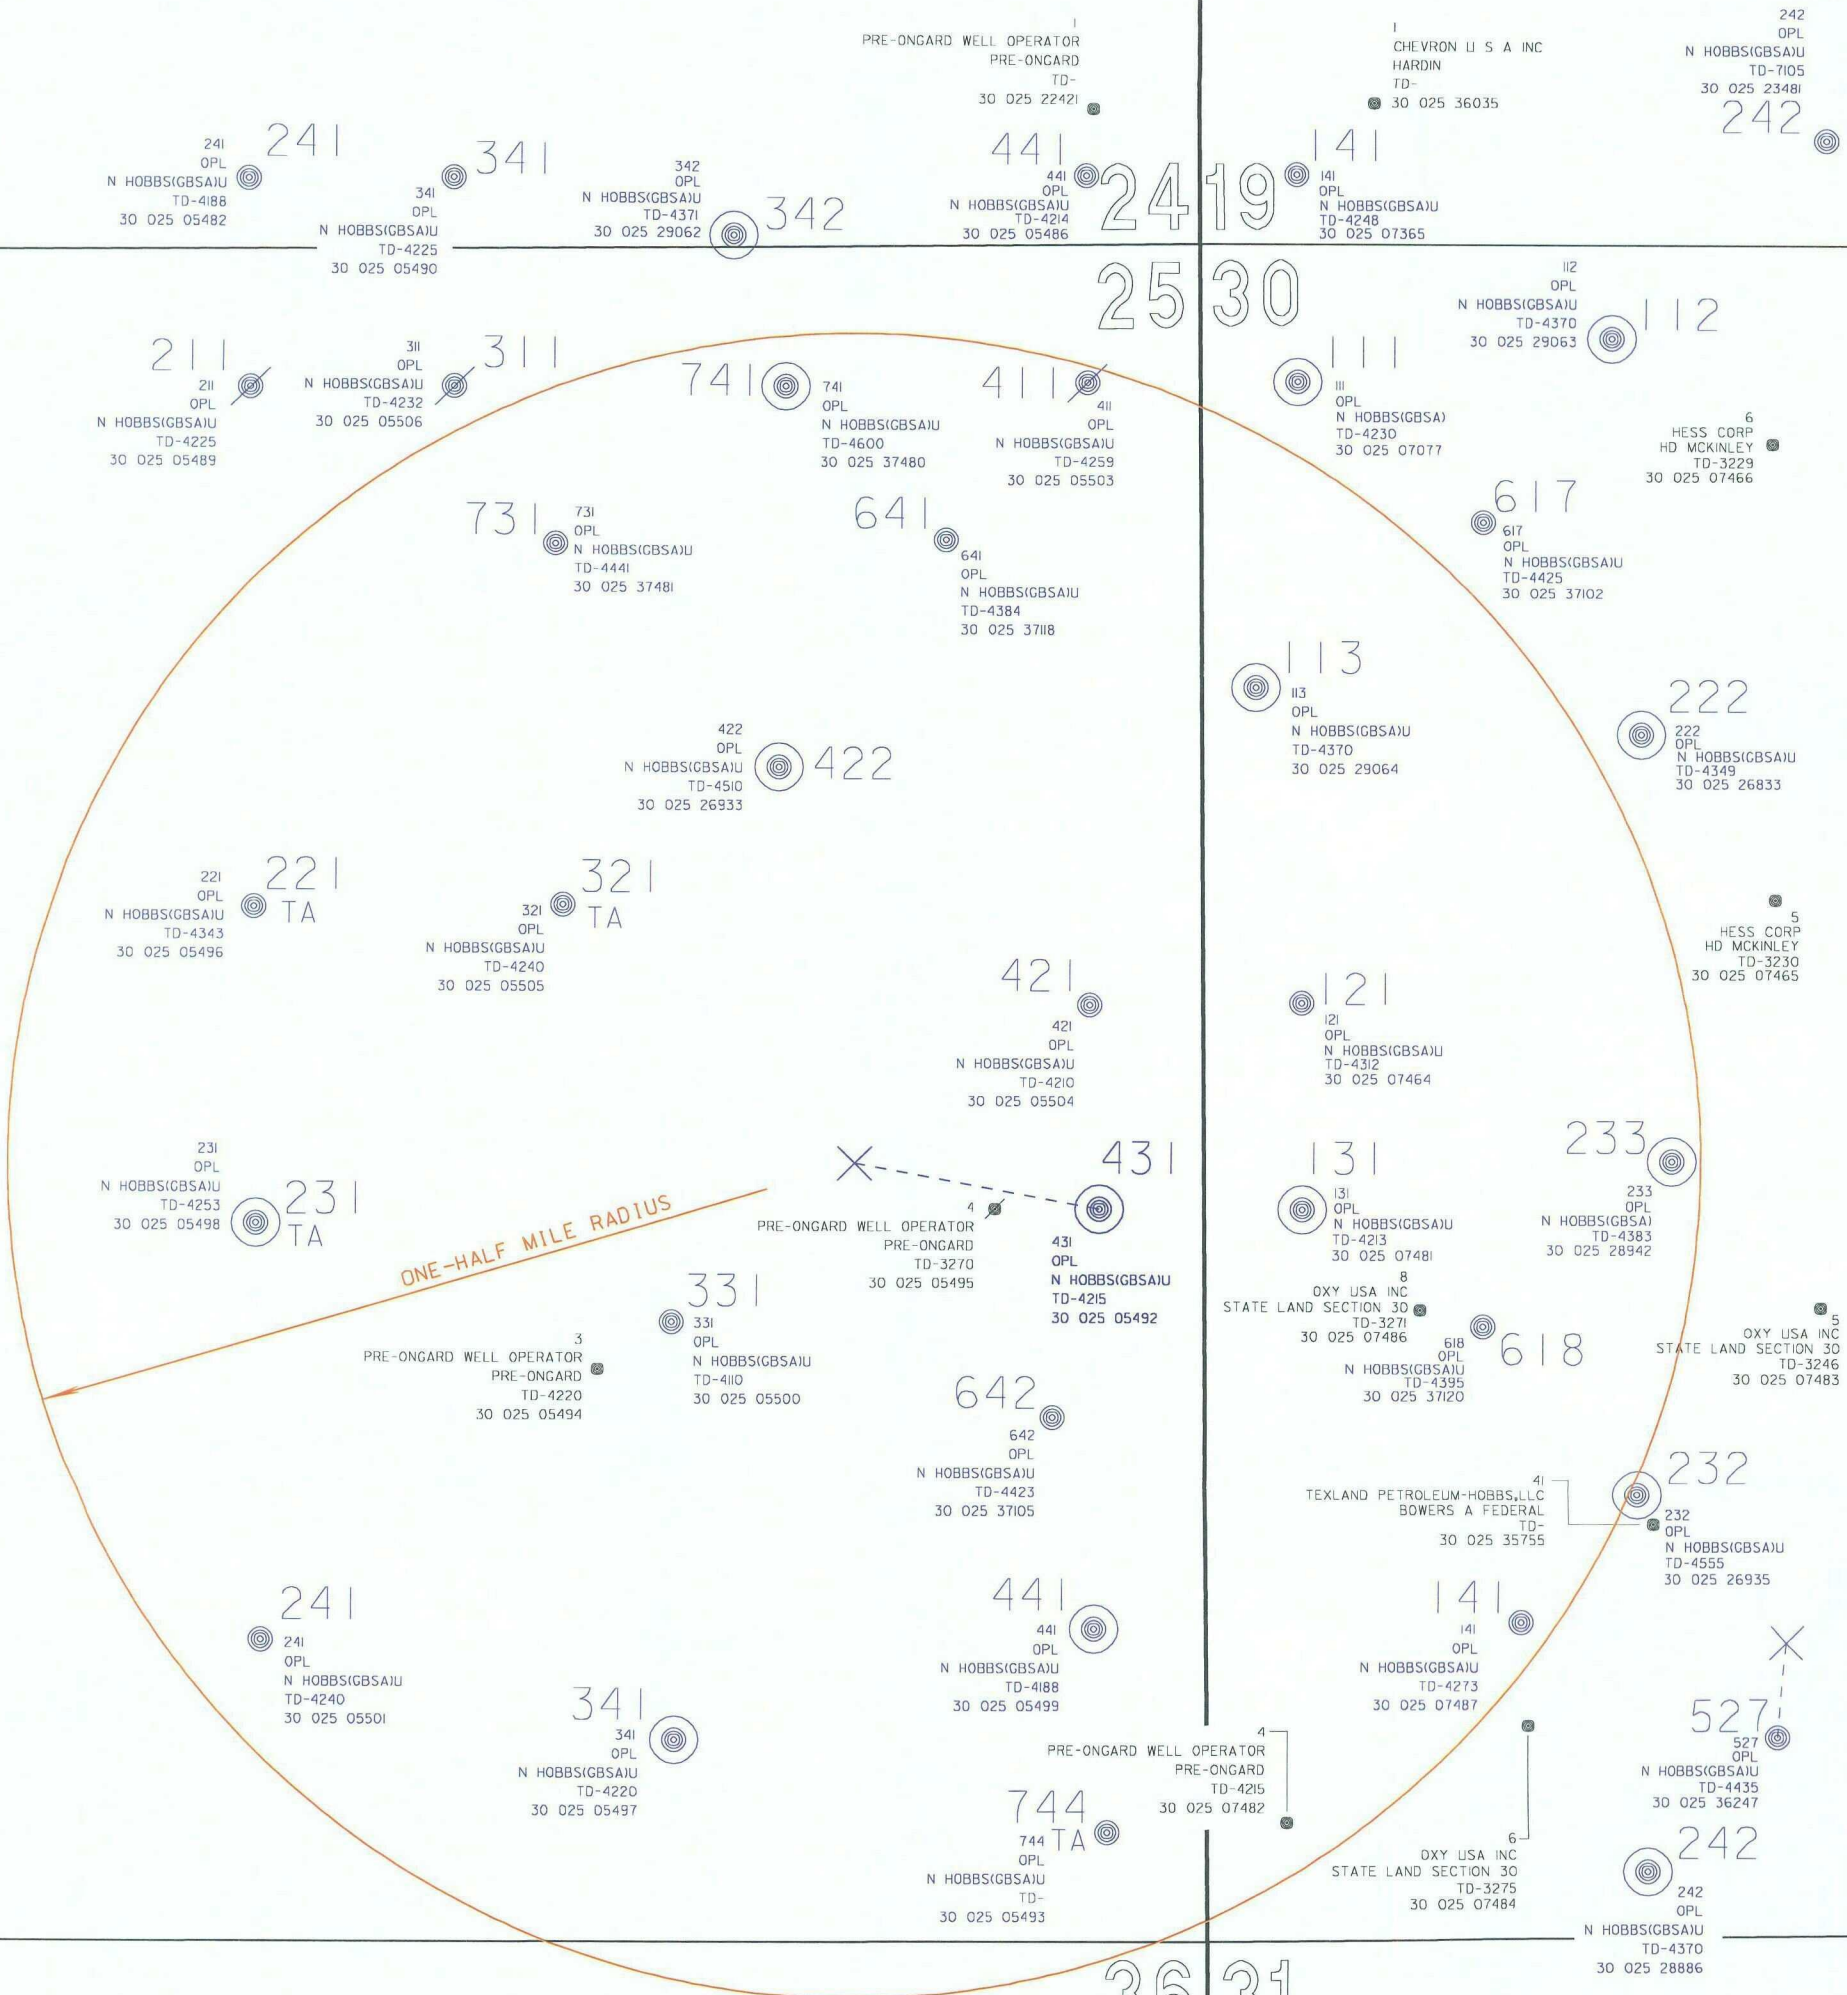 1
PRE-ONGARD WELL OPERATOR
PRE-ONGARD
TD-
30 025 22421
1
CHEVRON U S A INC
HARDIN
TD-
30 025 36035
242
OPL
N HOBBS(GBSA)U
TD-7105
30 025 23481
242
241
OPL
N HOBBS(GBSA)U
TD-4188
30 025 05482
241
341
341
OPL
N HOBBS(GBSA)U
TD-4225
30 025 05490
342
OPL
N HOBBS(GBSA)U
TD-4371
30 025 29062
342
441
441
OPL
N HOBBS(GBSA)U
TD-4214
30 025 05486
24
19
141
141
OPL
N HOBBS(GBSA)U
TD-4248
30 025 07365
25
30
112
OPL
N HOBBS(GBSA)U
TD-4370
30 025 29063
112
211
211
OPL
N HOBBS(GBSA)U
TD-4225
30 025 05489
311
OPL
N HOBBS(GBSA)U
TD-4232
30 025 05506
311
741
741
OPL
N HOBBS(GBSA)U
TD-4600
30 025 37480
411
411
OPL
N HOBBS(GBSA)U
TD-4259
30 025 05503
111
111
OPL
N HOBBS(GBSA)
TD-4230
30 025 07077
6
HESS CORP
HD MCKINLEY
TD-3229
30 025 07466
731
731
OPL
N HOBBS(GBSA)U
TD-4441
30 025 37481
641
641
OPL
N HOBBS(GBSA)U
TD-4384
30 025 37118
617
617
OPL
N HOBBS(GBSA)U
TD-4425
30 025 37102
113
113
OPL
N HOBBS(GBSA)U
TD-4370
30 025 29064
222
222
OPL
N HOBBS(GBSA)U
TD-4349
30 025 26833
422
OPL
N HOBBS(GBSA)U
TD-4510
30 025 26933
422
221
OPL
N HOBBS(GBSA)U
TD-4343
30 025 05496
221
TA
321
TA
321
OPL
N HOBBS(GBSA)U
TD-4240
30 025 05505
5
HESS CORP
HD MCKINLEY
TD-3230
30 025 07465
421
421
OPL
N HOBBS(GBSA)U
TD-4210
30 025 05504
121
121
OPL
N HOBBS(GBSA)U
TD-4312
30 025 07464
231
OPL
N HOBBS(GBSA)U
TD-4253
30 025 05498
231
TA
ONE-HALF MILE RADIUS
4
PRE-ONGARD WELL OPERATOR
PRE-ONGARD
TD-3270
30 025 05495
431
431
OPL
N HOBBS(GBSA)U
TD-4215
30 025 05492
131
131
OPL
N HOBBS(GBSA)U
TD-4213
30 025 07481
233
233
OPL
N HOBBS(GBSA)
TD-4383
30 025 28942
8
OXY USA INC
STATE LAND SECTION 30
TD-3271
30 025 07486
618
OPL
N HOBBS(GBSA)U
TD-4395
30 025 37120
618
5
OXY USA INC
STATE LAND SECTION 30
TD-3246
30 025 07483
3
PRE-ONGARD WELL OPERATOR
PRE-ONGARD
TD-4220
30 025 05494
331
331
OPL
N HOBBS(GBSA)U
TD-4110
30 025 05500
642
642
OPL
N HOBBS(GBSA)U
TD-4423
30 025 37105
41
TEXLAND PETROLEUM-HOBBS,LLC
BOWERS A FEDERAL
TD-
30 025 35755
232
232
OPL
N HOBBS(GBSA)U
TD-4555
30 025 26935
241
241
OPL
N HOBBS(GBSA)U
TD-4240
30 025 05501
341
341
OPL
N HOBBS(GBSA)U
TD-4220
30 025 05497
441
441
OPL
N HOBBS(GBSA)U
TD-4188
30 025 05499
141
141
OPL
N HOBBS(GBSA)U
TD-4273
30 025 07487
527
527
OPL
N HOBBS(GBSA)U
TD-4435
30 025 36247
4
PRE-ONGARD WELL OPERATOR
PRE-ONGARD
TD-4215
30 025 07482
744
TA
744
OPL
N HOBBS(GBSA)U
TD-
30 025 05493
6
OXY USA INC
STATE LAND SECTION 30
TD-3275
30 025 07484
242
242
OPL
N HOBBS(GBSA)U
TD-4370
30 025 28886
36
31